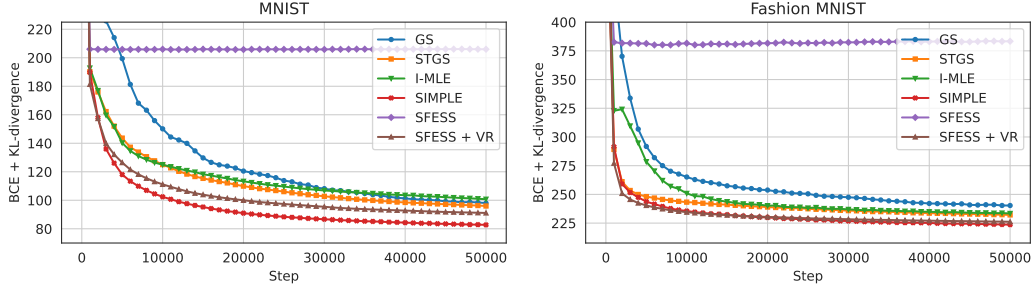 MNIST
BCE + KL-divergence
220
200
180
160
140
120
100
80
0
10000
20000
30000
40000
50000
Step
GS
STGS
I-MLE
SIMPLE
SFESS
SFESS + VR
Fashion MNIST
BCE + KL-divergence
400
375
350
325
300
275
250
225
0
10000
20000
30000
40000
50000
Step
GS
STGS
I-MLE
SIMPLE
SFESS
SFESS + VR